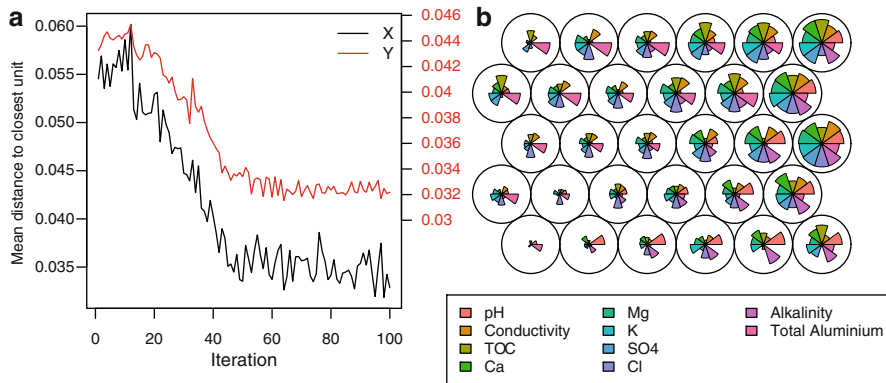 a
b
X
Y
0.060
0.055
0.050
0.045
0.040
0.035
Mean distance to closest unit
0.046
0.044
0.042
0.04
0.038
0.036
0.034
0.032
0.03
0 20 40 60 80 100
Iteration
pH Mg Alkalinity
Conductivity K Total Aluminium
TOC SO4
Ca Cl